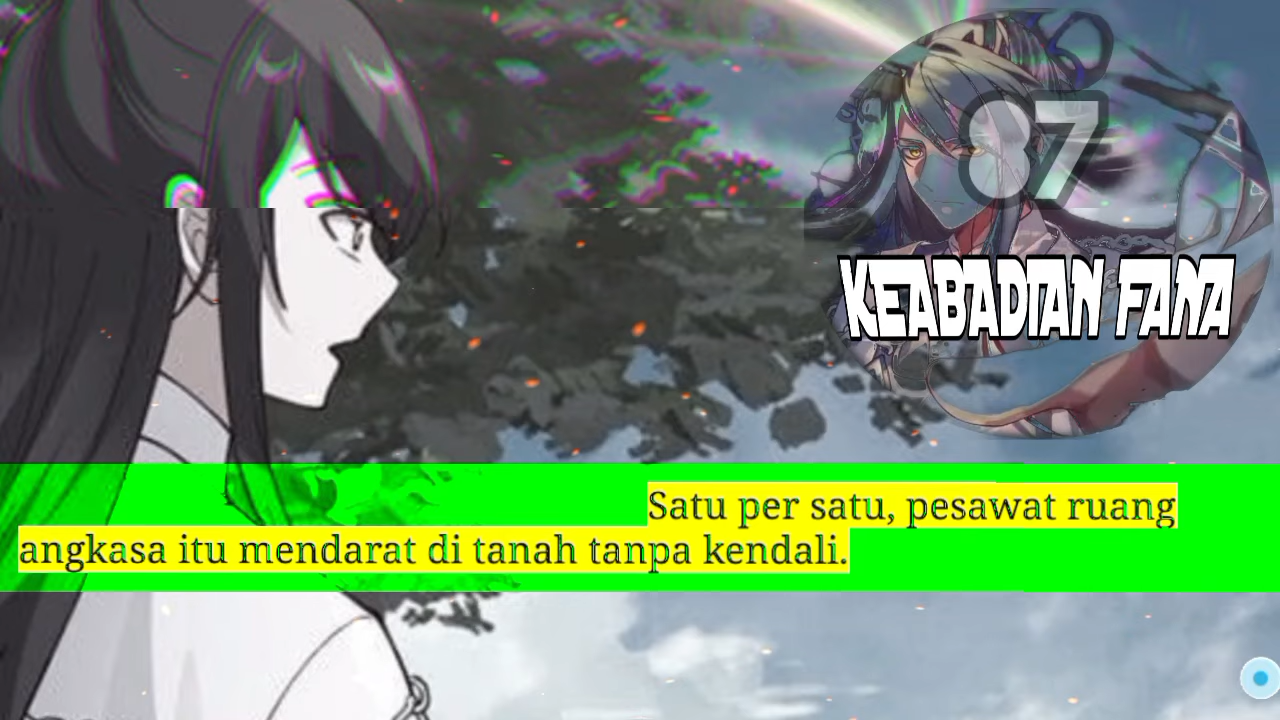 87
KEABADIAN FANA
Satu per satu, pesawat ruang
angkasa itu mendarat di tanah tanpa kendali.